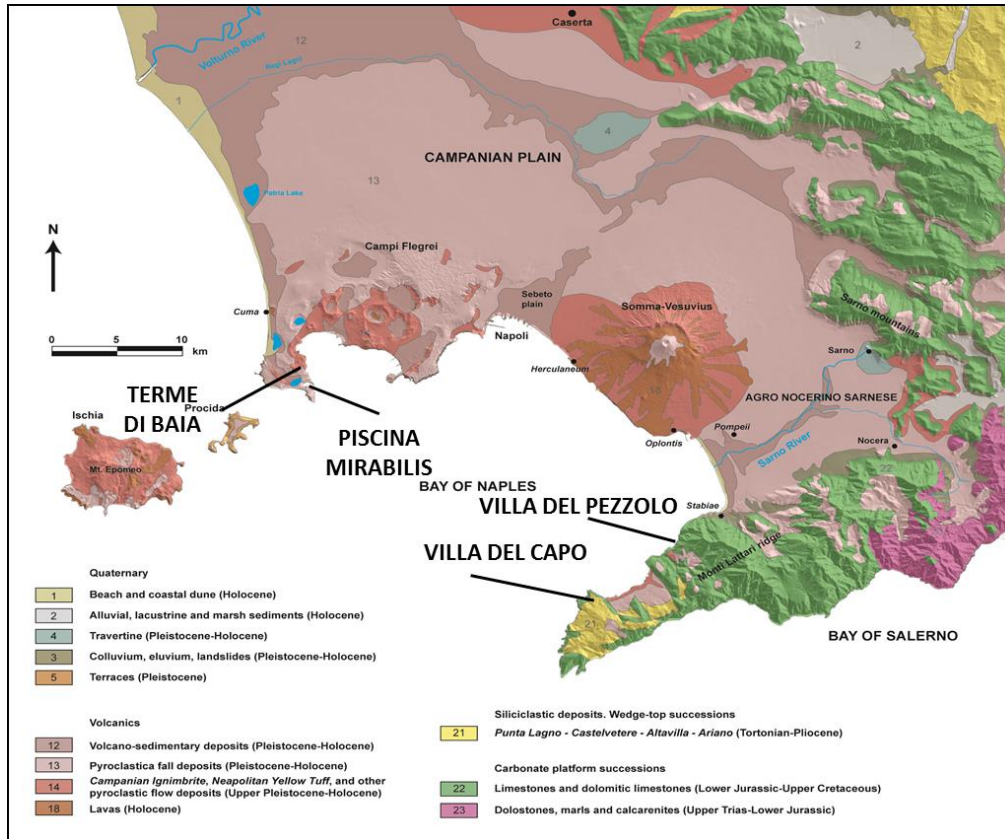 Caserta
12
2
Volturno River
Regi Lagni
1
4
CAMPANIAN PLAIN
13
Patria Lake
N
Campi Flegrei
Sebeto
plain
Somma-Vesuvius
Sarno mountains
Cuma
0 5 10
km
Napoli
Herculaneum
18
Sarno
TERME
DI BAIA
AGRO NOCERINO SARNESE
Ischia
Procida
PISCINA
MIRABILIS
Pompeii
Oplontis
Sarno River
Nocera
Mt. Epomeo
BAY OF NAPLES
22
VILLA DEL PEZZOLO
Stabiae
VILLA DEL CAPO
Monti Lattari ridge
21
BAY OF SALERNO
Quaternary
1 Beach and coastal dune (Holocene)
2 Alluvial, lacustrine and marsh sediments (Holocene)
4 Travertine (Pleistocene-Holocene)
3 Colluvium, eluvium, landslides (Pleistocene-Holocene)
5 Terraces (Pleistocene)
Volcanics
12 Volcano-sedimentary deposits (Pleistocene-Holocene)
13 Pyroclastica fall deposits (Pleistocene-Holocene)
14 Campanian Ignimbrite, Neapolitan Yellow Tuff, and other
pyroclastic flow deposits (Upper Pleistocene-Holocene)
18 Lavas (Holocene)
Siliciclastic deposits. Wedge-top successions
21 Punta Lagno - Castelvetere - Altavilla - Ariano (Tortonian-Pliocene)
Carbonate platform successions
22 Limestones and dolomitic limestones (Lower Jurassic-Upper Cretaceous)
23 Dolostones, marls and calcarenites (Upper Trias-Lower Jurassic)